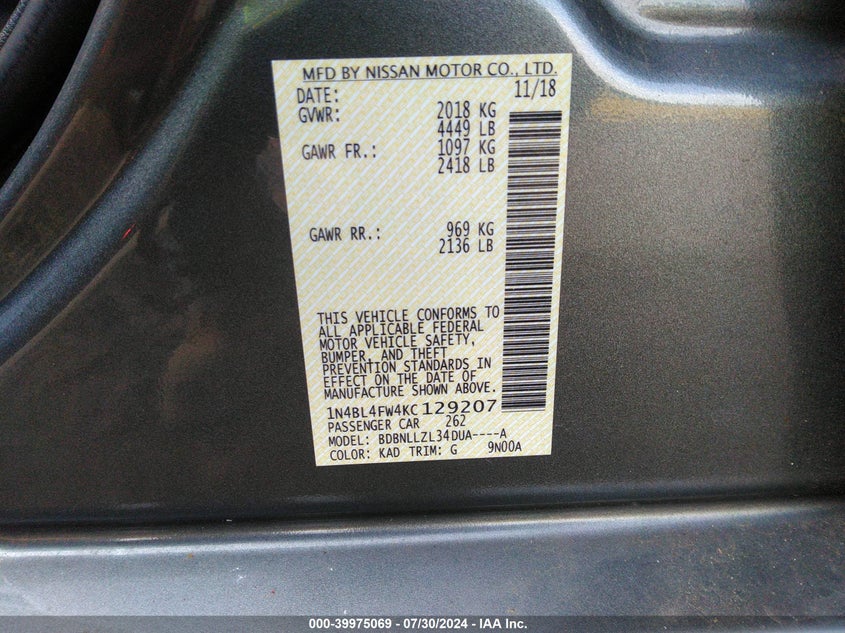 MFD BY NISSAN MOTOR CO., LTD.
DATE: 11/18
GVWR: 2018 KG
4449 LB
GAWR FR.: 1097 KG
2418 LB
GAWR RR.: 969 KG
2136 LB
THIS VEHICLE CONFORMS TO
ALL APPLICABLE FEDERAL
MOTOR VEHICLE SAFETY,
BUMPER, AND THEFT
PREVENTION STANDARDS IN
EFFECT ON THE DATE OF
MANUFACTURE SHOWN ABOVE.
1N4BL4FW4KC129207
PASSENGER CAR 262
MODEL: BDBNLLZL34DUA----A
COLOR: KAD TRIM: G 9N00A
000-39975069 - 07/30/2024 - IAA Inc.